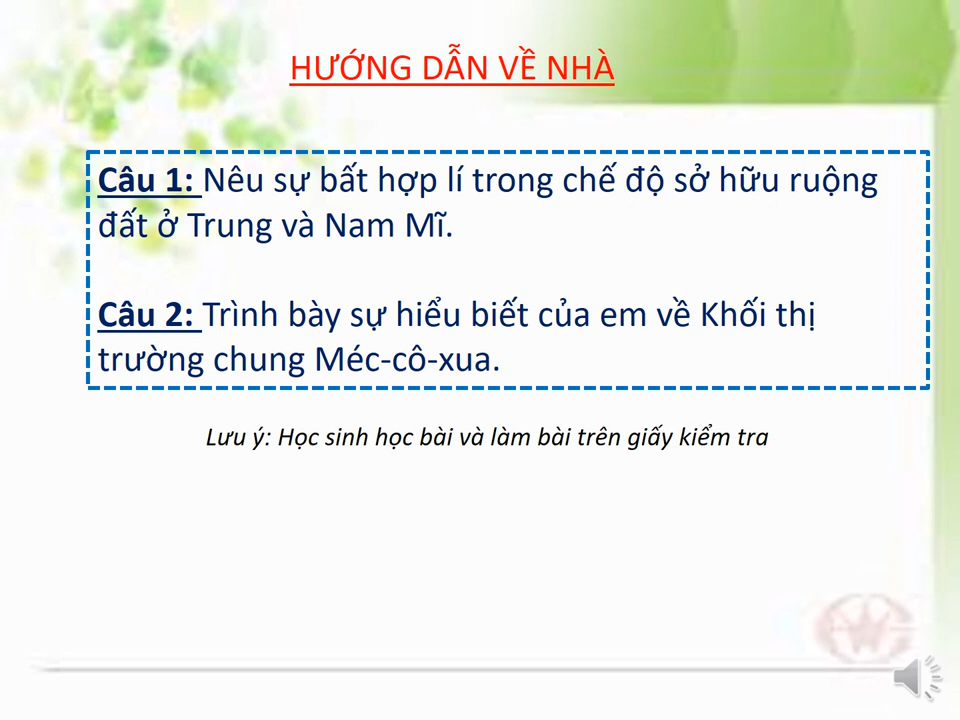 HƯỚNG DẪN VỀ NHÀ
Câu 1: Nêu sự bất hợp lí trong chế độ sở hữu ruộng
đất ở Trung và Nam Mĩ.
Câu 2: Trình bày sự hiểu biết của em về Khối thị
trường chung Méc-cô-xua.
Lưu ý: Học sinh học bài và làm bài trên giấy kiểm tra